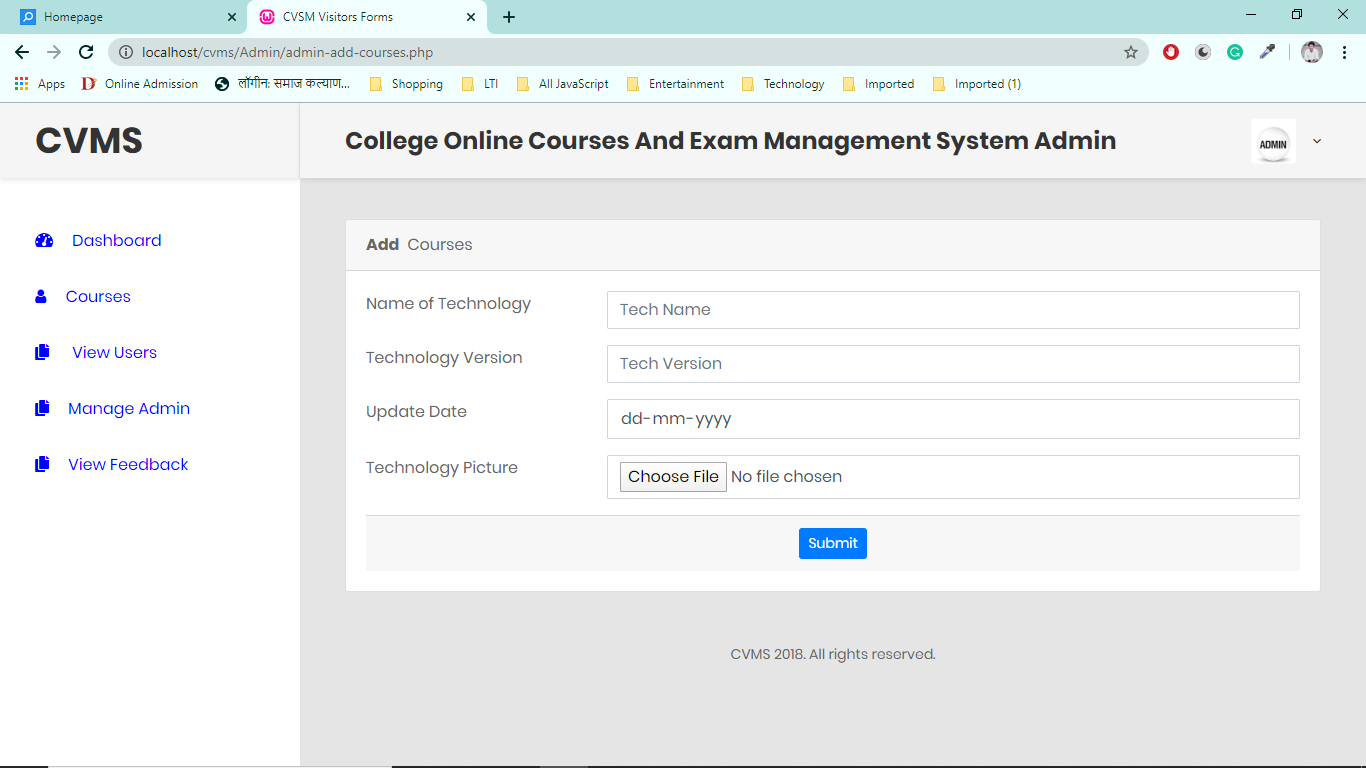 Homepage
CVSM Visitors Forms
localhost/cvms/Admin/admin-add-courses.php
Apps Online Admission लॉगीन: समाज कल्याण... Shopping LTI All JavaScript Entertainment Technology Imported Imported (1)
CVMS
College Online Courses And Exam Management System Admin
ADMIN
Dashboard
Courses
View Users
Manage Admin
View Feedback
Add Courses
Name of Technology
Tech Name
Technology Version
Tech Version
Update Date
dd-mm-yyyy
Technology Picture
Choose File No file chosen
Submit
CVMS 2018. All rights reserved.